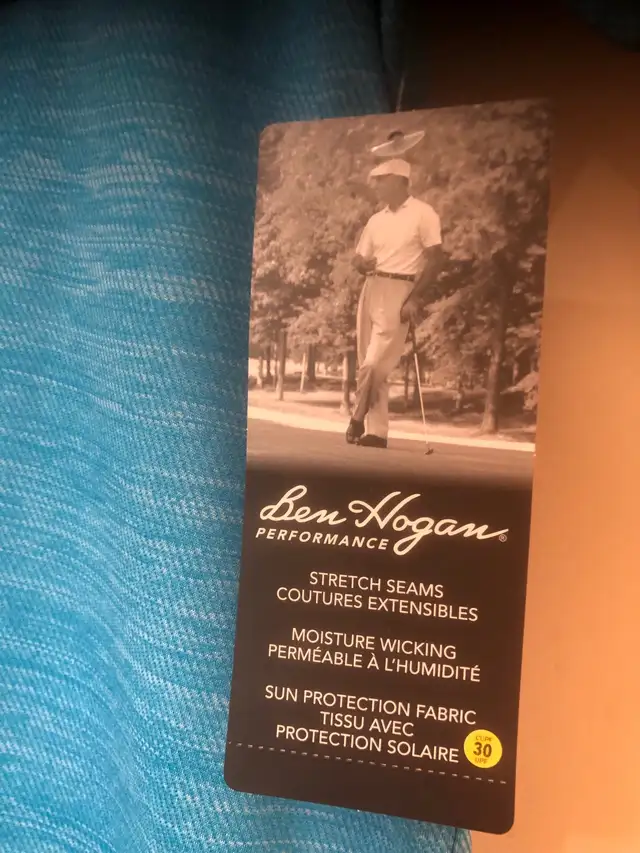 Ben Hogan®
PERFORMANCE
STRETCH SEAMS
COUTURES EXTENSIBLES
MOISTURE WICKING
PERMÉABLE À L'HUMIDITÉ
SUN PROTECTION FABRIC
TISSU AVEC
PROTECTION SOLAIRE
30
UPF